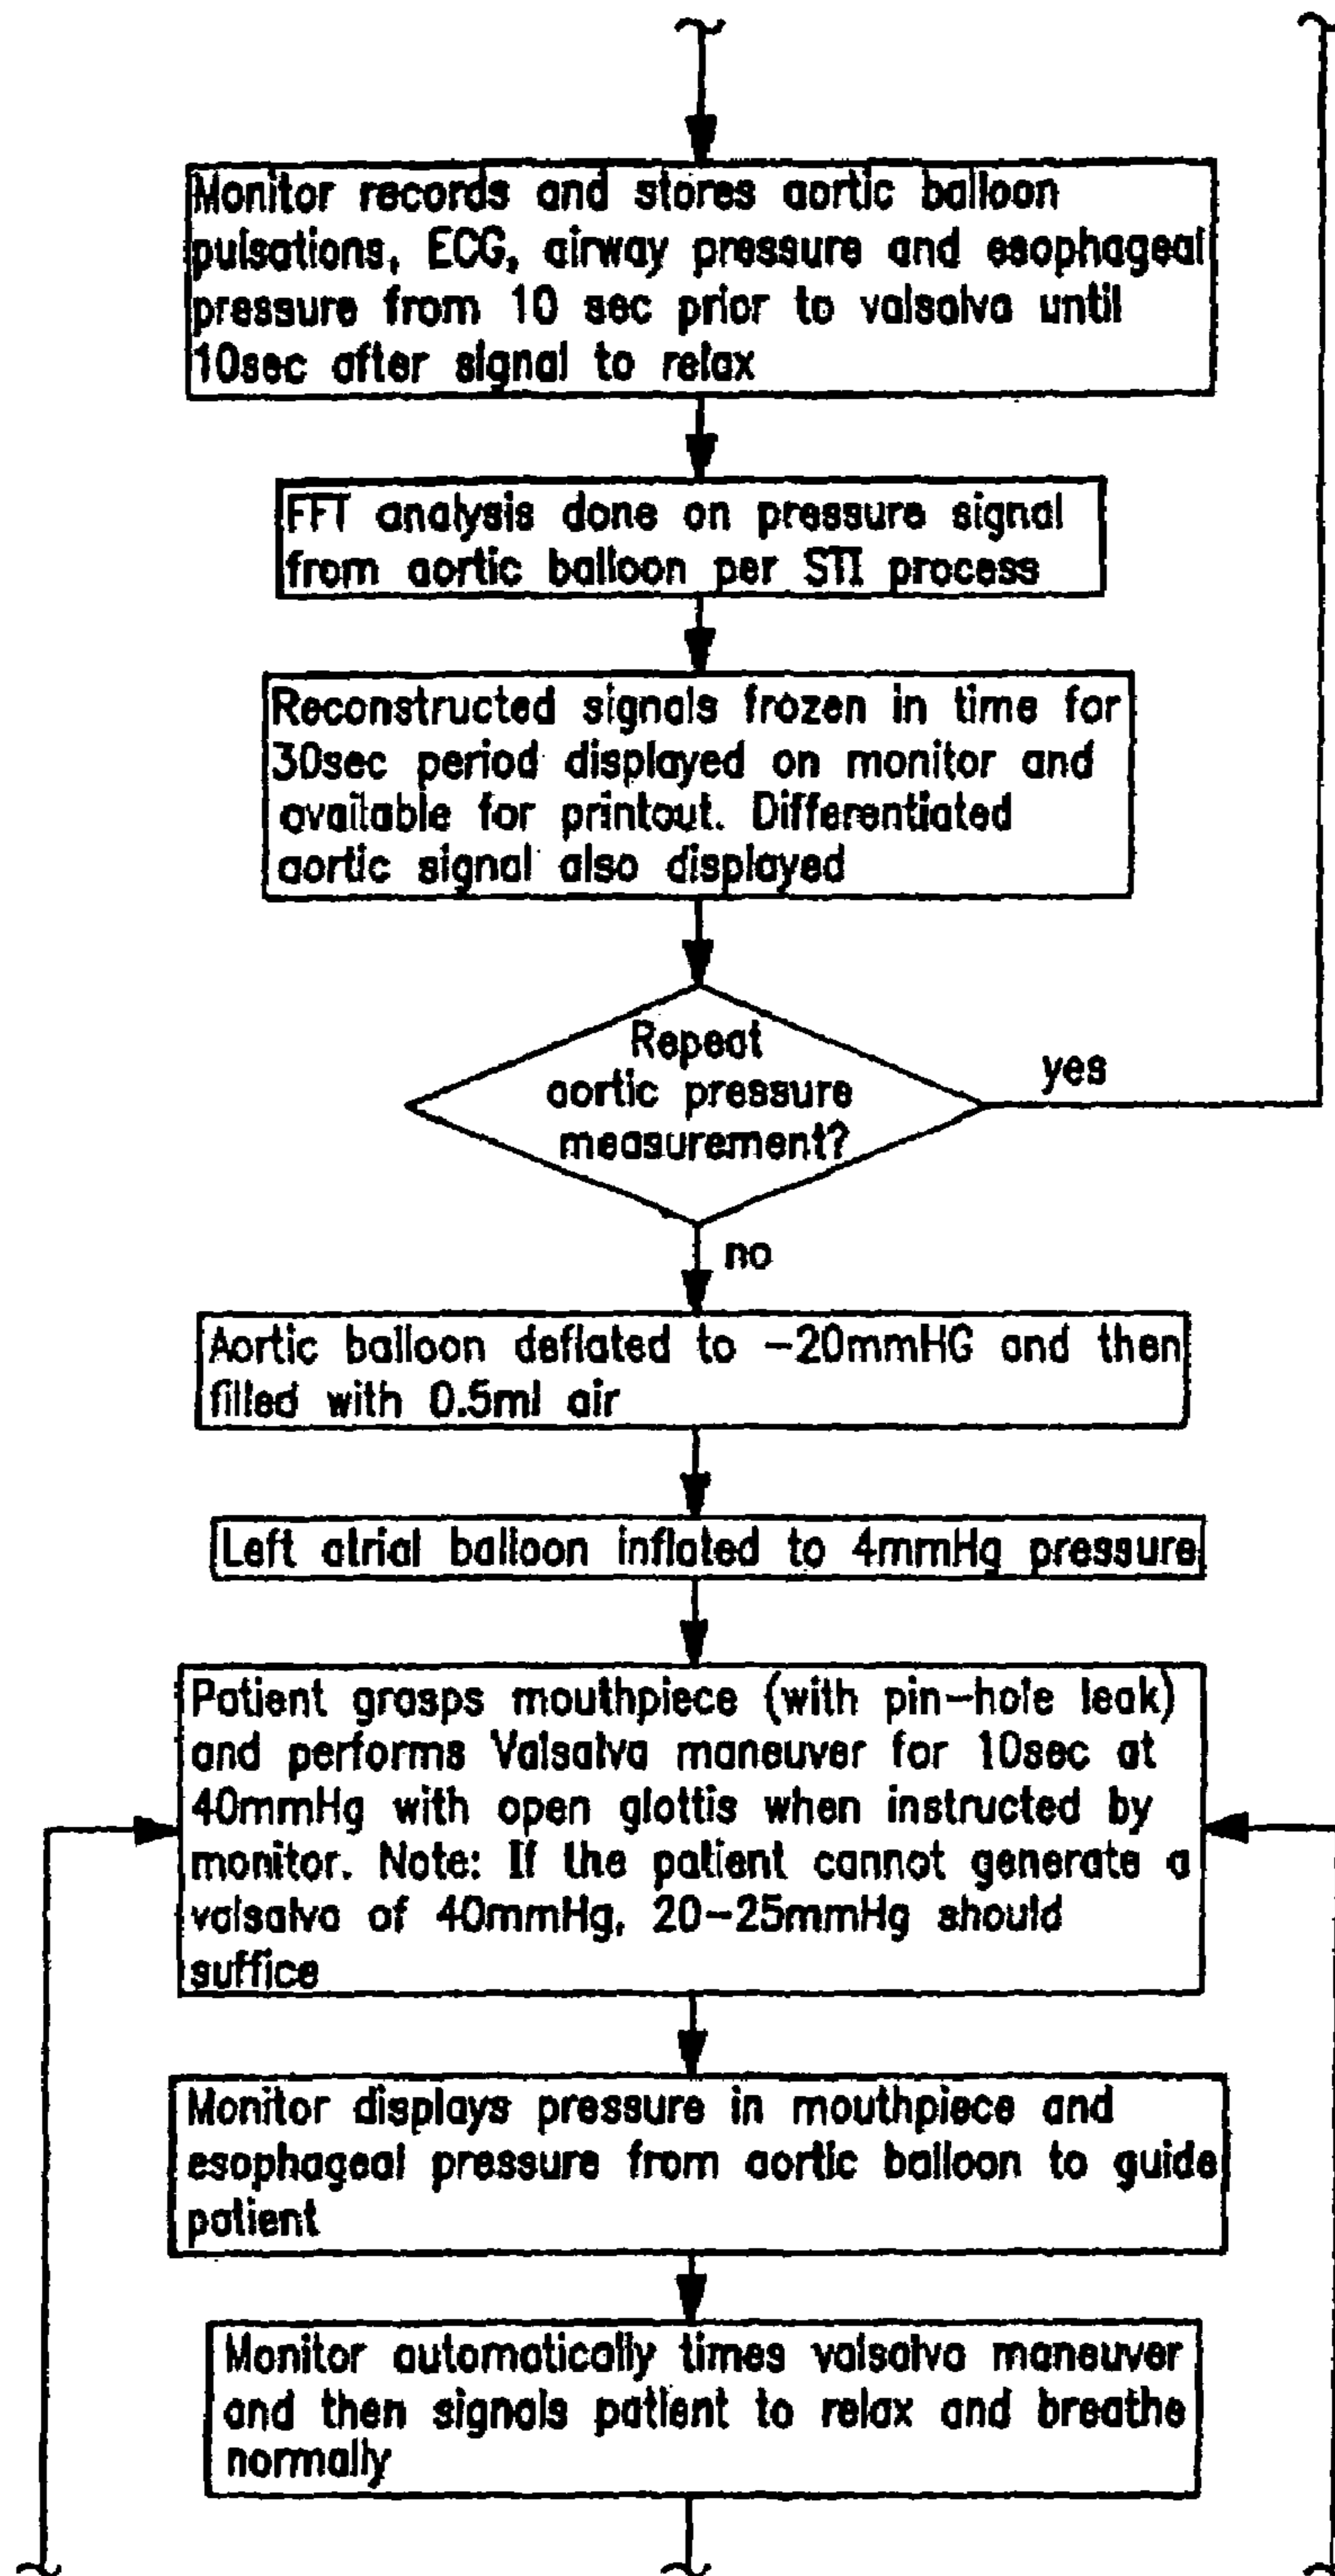 Monitor records and stores aortic balloon
pulsations, ECG, airway pressure and esophageal
pressure from 10 sec prior to valsalva until
10sec after signal to relax
FFT analysis done on pressure signal
from aortic balloon per STI process
Reconstructed signals frozen in time for
30sec period displayed on monitor and
available for printout. Differentiated
aortic signal also displayed
Repeat
aortic pressure
measurement?
yes
no
Aortic balloon deflated to -20mmHG and then
filled with 0.5ml air
Left atrial balloon inflated to 4mmHg pressure
Patient grasps mouthpiece (with pin-hole leak)
and performs Valsalva maneuver for 10sec at
40mmHg with open glottis when instructed by
monitor. Note: If the patient cannot generate a
valsalva of 40mmHg, 20-25mmHg should
suffice
Monitor displays pressure in mouthpiece and
esophageal pressure from aortic balloon to guide
patient
Monitor automatically times valsalva maneuver
and then signals patient to relax and breathe
normally